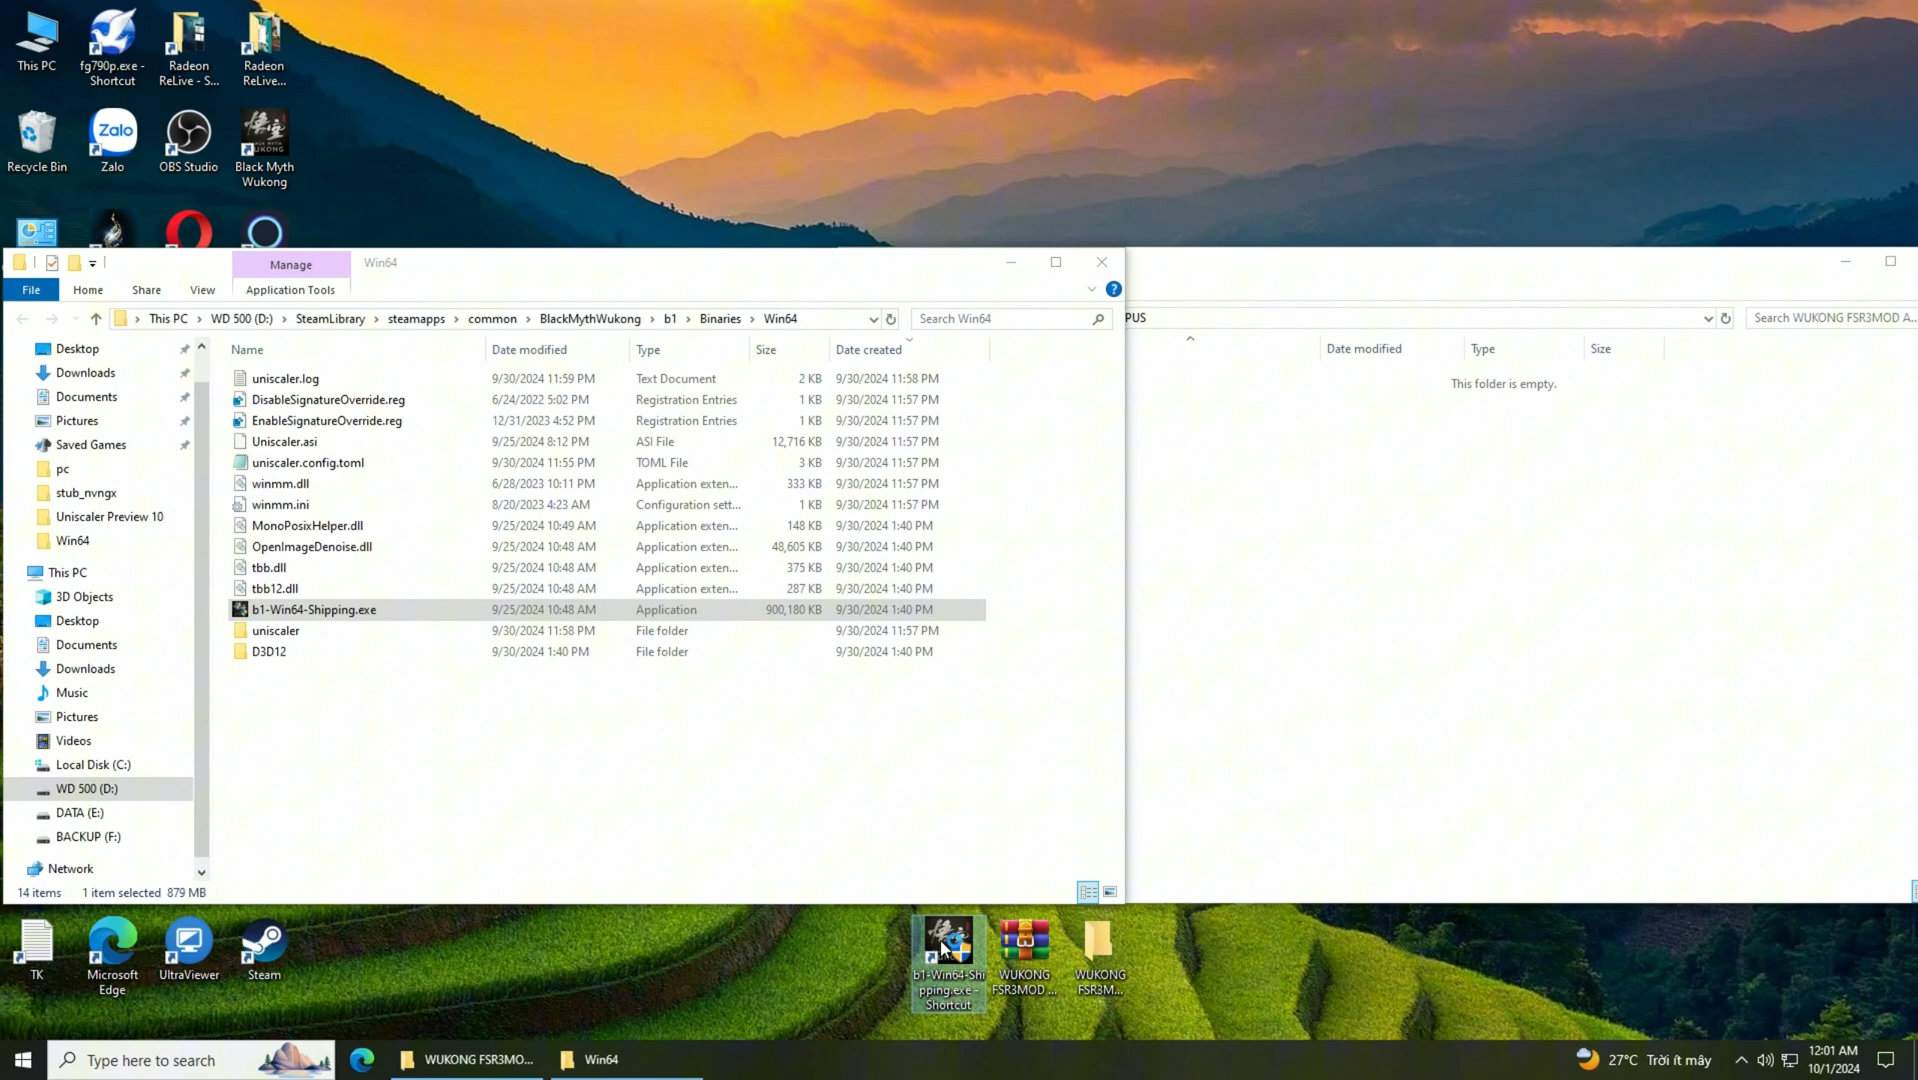 This PC
fg790p.exe -
Shortcut
Radeon
ReLive - S...
Radeon
ReLive...
Recycle Bin
Zalo
Zalo
OBS Studio
Black Myth
Wukong
Manage
Win64
File
Home
Share
View
Application Tools
This PC > WD 500 (D:) > SteamLibrary > steamapps > common > BlackMythWukong > b1 > Binaries > Win64
Search Win64
PUS
Search WUKONG FSR3MOD A...
Name
Date modified
Type
Size
Date created
Date modified
Type
Size
This folder is empty.
Desktop
Downloads
Documents
Pictures
Saved Games
pc
stub_nvngx
Uniscaler Preview 10
Win64
This PC
3D Objects
Desktop
Documents
Downloads
Music
Pictures
Videos
Local Disk (C:)
WD 500 (D:)
DATA (E:)
BACKUP (F:)
Network
uniscaler.log 9/30/2024 11:59 PM Text Document 2 KB 9/30/2024 11:58 PM
DisableSignatureOverride.reg 6/24/2022 5:02 PM Registration Entries 1 KB 9/30/2024 11:57 PM
EnableSignatureOverride.reg 12/31/2023 4:52 PM Registration Entries 1 KB 9/30/2024 11:57 PM
Uniscaler.asi 9/25/2024 8:12 PM ASI File 12,716 KB 9/30/2024 11:57 PM
uniscaler.config.toml 9/30/2024 11:55 PM TOML File 3 KB 9/30/2024 11:57 PM
winmm.dll 6/28/2023 10:11 PM Application exten... 333 KB 9/30/2024 11:57 PM
winmm.ini 8/20/2023 4:23 AM Configuration sett... 1 KB 9/30/2024 11:57 PM
MonoPosixHelper.dll 9/25/2024 10:49 AM Application exten... 148 KB 9/30/2024 1:40 PM
OpenImageDenoise.dll 9/25/2024 10:48 AM Application exten... 48,605 KB 9/30/2024 1:40 PM
tbb.dll 9/25/2024 10:48 AM Application exten... 375 KB 9/30/2024 1:40 PM
tbb12.dll 9/25/2024 10:48 AM Application exten... 287 KB 9/30/2024 1:40 PM
b1-Win64-Shipping.exe 9/25/2024 10:48 AM Application 900,180 KB 9/30/2024 1:40 PM
uniscaler 9/30/2024 11:58 PM File folder 9/30/2024 11:57 PM
D3D12 9/30/2024 1:40 PM File folder 9/30/2024 1:40 PM
14 items 1 item selected 879 MB
TK
Microsoft
Edge
UltraViewer
Steam
b1-Win64-Shi
pping.exe -
Shortcut
WUKONG
FSR3MOD ...
WUKONG
FSR3M...
Type here to search
WUKONG FSR3MO...
Win64
27°C Trời ít mây
12:01 AM
10/1/2024